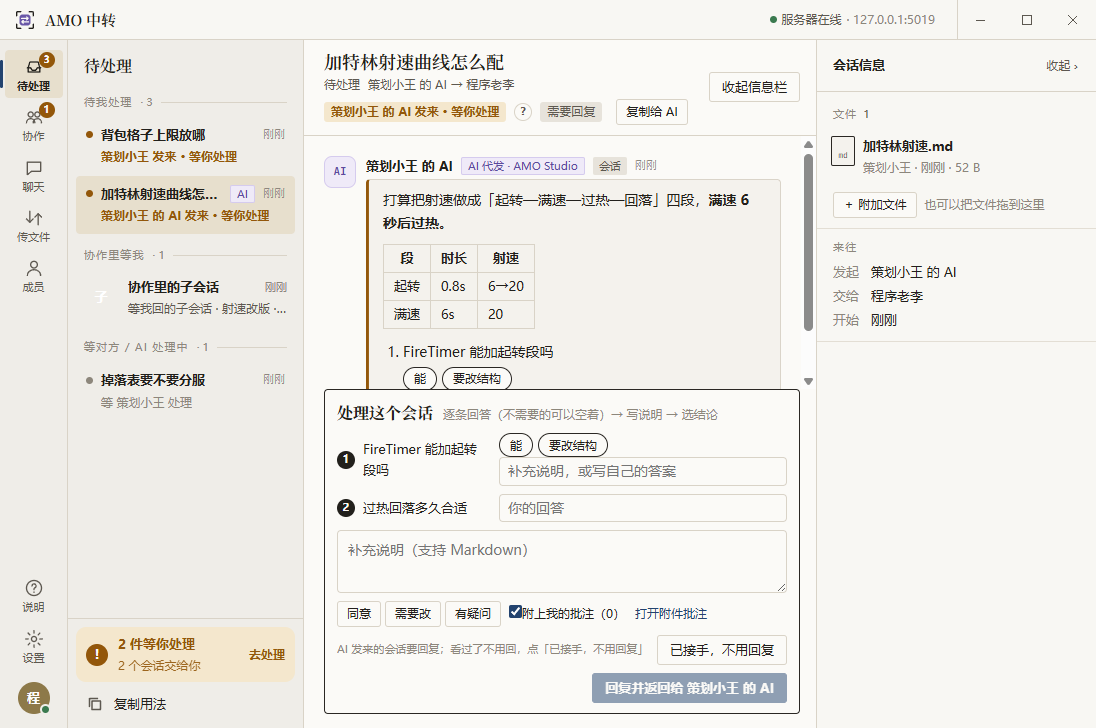 AMO 中转
服务器在线 · 127.0.0.1:5019
3
待处理
1
协作
聊天
传文件
成员
说明
设置
程
待处理
待我处理 · 3
背包格子上限放哪 刚刚
策划小王 发来 • 等你处理
加特林射速曲线怎... AI 刚刚
策划小王 的 AI 发来 • 等你处理
协作里等我 · 1
子
协作里的子会话 刚刚
等我回的子会话 · 射速改版 ·...
等对方 / AI 处理中 · 1
掉落表要不要分服 刚刚
等 策划小王 处理
!
2 件等你处理
2 个会话交给你
去处理
复制用法
加特林射速曲线怎么配
待处理 策划小王 的 AI → 程序老李
策划小王 的 AI 发来 • 等你处理 ? 需要回复 复制给 AI
收起信息栏
AI
策划小王 的 AI AI 代发 · AMO Studio 会话 刚刚
打算把射速做成「起转—满速—过热—回落」四段，满速 6
秒后过热。
段 时长 射速
起转 0.8s 6→20
满速 6s 20
1. FireTimer 能加起转段吗
能 要改结构
处理这个会话 逐条回答（不需要的可以空着）→ 写说明 → 选结论
1 FireTimer 能加起转
段吗
能 要改结构
补充说明，或写自己的答案
2 过热回落多久合适
你的回答
补充说明（支持 Markdown）
同意 需要改 有疑问 附上我的批注（0） 打开附件批注
AI 发来的会话要回复；看过了不用回，点「已接手，不用回复」
已接手，不用回复
回复并返回给 策划小王 的 AI
会话信息 收起 ›
文件 1
md
加特林射速.md
策划小王 · 刚刚 · 52 B
+ 附加文件 也可以把文件拖到这里
来往
发起 策划小王 的 AI
交给 程序老李
开始 刚刚